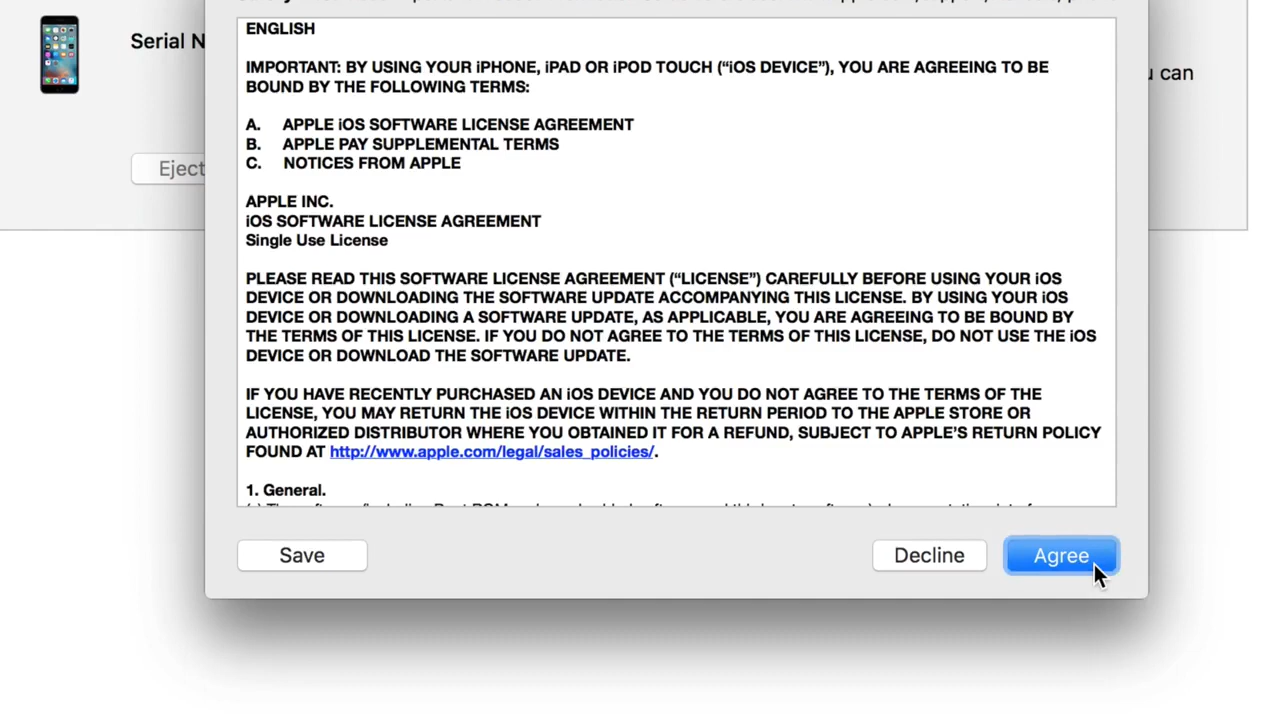 Serial N
u can
Eject
ENGLISH
IMPORTANT: BY USING YOUR iPHONE, iPAD OR iPOD TOUCH (“iOS DEVICE”), YOU ARE AGREEING TO BE
BOUND BY THE FOLLOWING TERMS:
A. APPLE iOS SOFTWARE LICENSE AGREEMENT
B. APPLE PAY SUPPLEMENTAL TERMS
C. NOTICES FROM APPLE
APPLE INC.
iOS SOFTWARE LICENSE AGREEMENT
Single Use License
PLEASE READ THIS SOFTWARE LICENSE AGREEMENT (“LICENSE”) CAREFULLY BEFORE USING YOUR iOS
DEVICE OR DOWNLOADING THE SOFTWARE UPDATE ACCOMPANYING THIS LICENSE. BY USING YOUR iOS
DEVICE OR DOWNLOADING A SOFTWARE UPDATE, AS APPLICABLE, YOU ARE AGREEING TO BE BOUND BY
THE TERMS OF THIS LICENSE. IF YOU DO NOT AGREE TO THE TERMS OF THIS LICENSE, DO NOT USE THE iOS
DEVICE OR DOWNLOAD THE SOFTWARE UPDATE.
IF YOU HAVE RECENTLY PURCHASED AN iOS DEVICE AND YOU DO NOT AGREE TO THE TERMS OF THE
LICENSE, YOU MAY RETURN THE iOS DEVICE WITHIN THE RETURN PERIOD TO THE APPLE STORE OR
AUTHORIZED DISTRIBUTOR WHERE YOU OBTAINED IT FOR A REFUND, SUBJECT TO APPLE’S RETURN POLICY
FOUND AT http://www.apple.com/legal/sales_policies/.
1. General.
Save
Decline
Agree